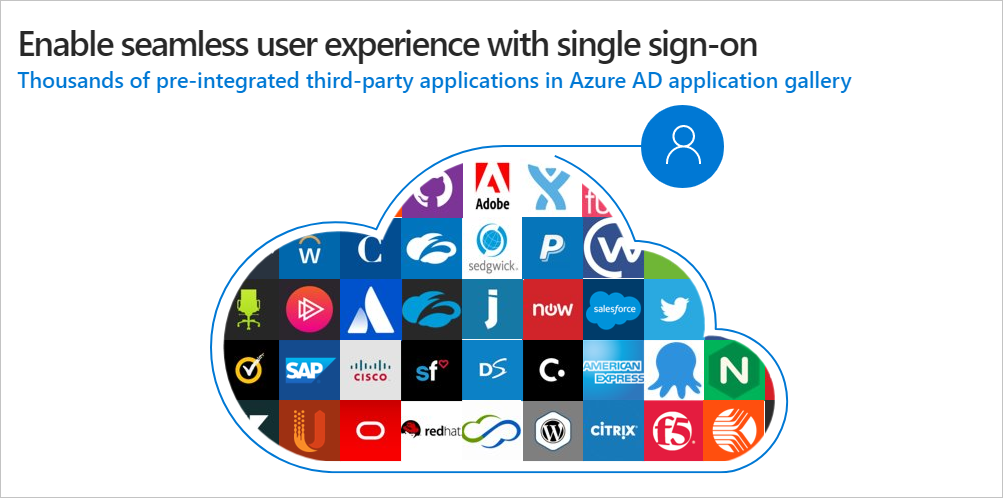 Enable seamless user experience with single sign-on
Thousands of pre-integrated third-party applications in Azure AD application gallery
Adobe
fu
w
C
sedgwick.
P
W
j
now
salesforce
SAP
CISCO
sf
DS
C.
AMERICAN
EXPRESS
N
redhat
W
CITRIX
f5